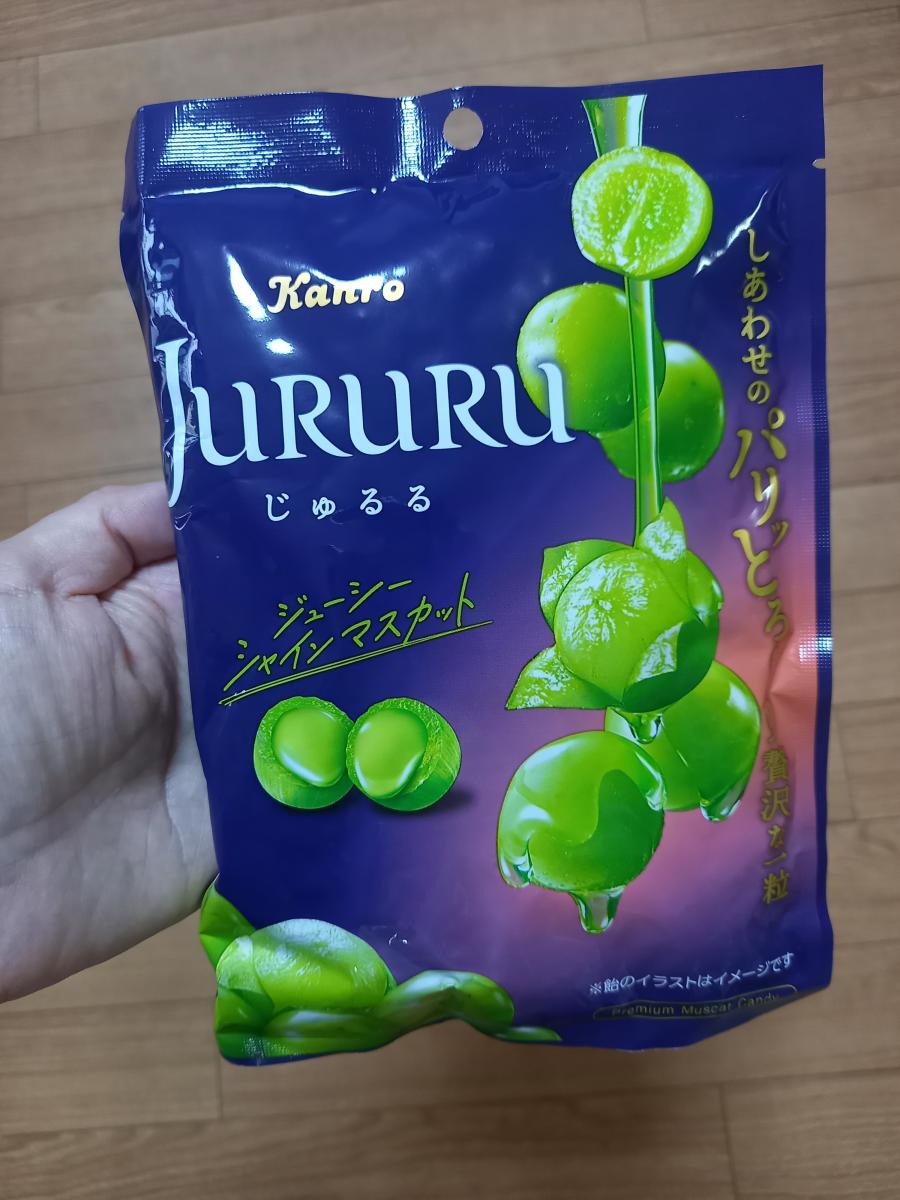 Kanro
JURURU
じゅるる
ジューシー
シャインマスカット
しあわせのパリッとろ
贅沢な一粒
※飴のイラストはイメージです
Premium Muscat Candy